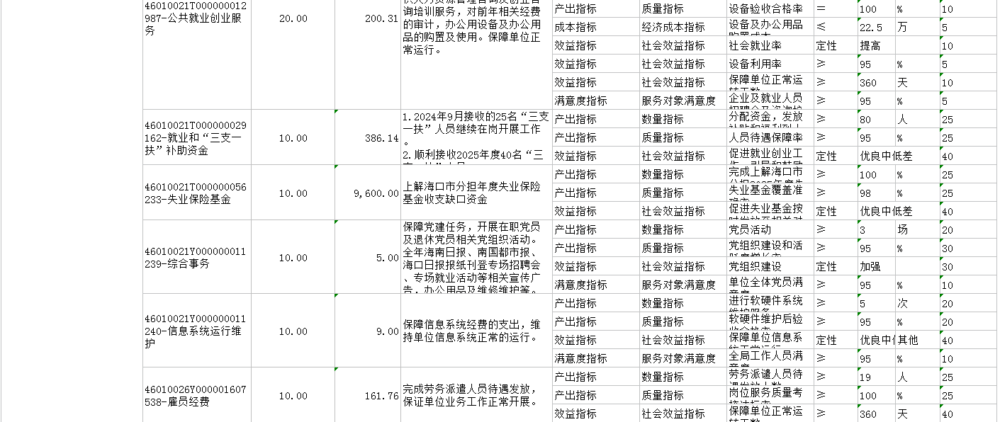 46010021T000000012
987-公共就业创业服
务
20.00
200.31
询培训服务，对前年相关经费
的审计，办公用设备及办公用
品的购置及使用。保障单位正
常运行。
产出指标 质量指标 设备验收合格率 ＝ 100 % 10
成本指标 经济成本指标 设备及办公用品 ≤ 22.5 万 5
效益指标 社会效益指标 社会就业率 定性 提高 10
效益指标 社会效益指标 设备利用率 ≥ 95 % 5
效益指标 社会效益指标 保障单位正常运 ≥ 360 天 10
满意度指标 服务对象满意度 企业及就业人员 ≥ 95 % 5
46010021T000000029
162-就业和“三支一
扶”补助资金
10.00
386.14
1.2024年9月接收的25名“三支
一扶”人员继续在岗开展工作
。
2.顺利接收2025年度40名“三
产出指标 数量指标 分配资金，发放 ≥ 80 人 25
产出指标 质量指标 人员待遇保障率 ≥ 95 % 25
效益指标 社会效益指标 促进就业创业工 定性 优良中低差 40
46010021T000000056
233-失业保险基金
10.00
9,600.00
上解海口市分担年度失业保险
基金收支缺口资金
产出指标 数量指标 完成上解海口市 ≥ 100 % 25
产出指标 质量指标 失业基金覆盖准 ≥ 98 % 25
效益指标 社会效益指标 促进失业基金按 定性 优良中低差 40
46010021Y000000011
239-综合事务
10.00
5.00
保障党建任务，开展在职党员
及退休党员相关党组织活动。
全年海南日报、南国都市报、
海口日报报纸刊登专场招聘会
、专场就业活动等相关宣传广
告，办公用品及维修维护等。
产出指标 数量指标 党员活动 ≥ 3 场 20
产出指标 质量指标 党组织建设和活 ≥ 95 % 30
效益指标 社会效益指标 党组织建设 定性 加强 30
满意度指标 服务对象满意度 单位全体党员满 ≥ 95 % 10
46010021Y000000011
240-信息系统运行维
护
10.00
9.00
保障信息系统经费的支出，维
持单位信息系统正常的运行。
产出指标 数量指标 进行软硬件系统 ≥ 5 次 20
产出指标 质量指标 软硬件维护后验 ≥ 95 % 20
效益指标 社会效益指标 保障单位信息系 定性 优良中 其他 40
满意度指标 服务对象满意度 全局工作人员满 ≥ 95 % 10
46010026Y000001607
538-雇员经费
10.00
161.76
完成劳务派遣人员待遇发放，
保证单位业务工作正常开展。
产出指标 数量指标 劳务派遣人员待 ≥ 19 人 25
产出指标 质量指标 岗位服务质量考 ≥ 100 % 25
效益指标 社会效益指标 保障单位正常运 ≥ 360 天 40